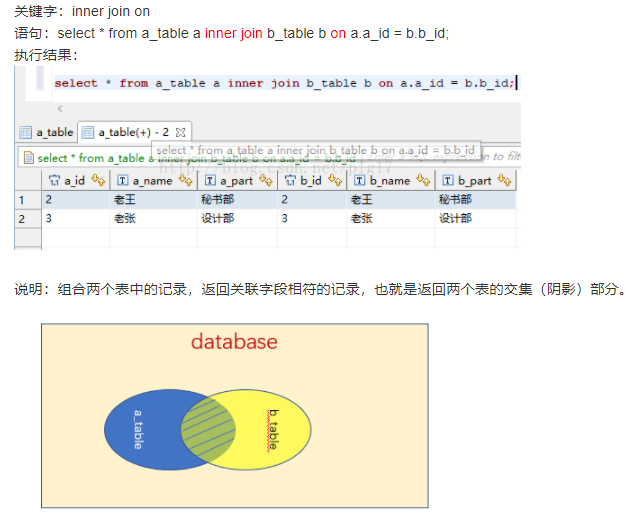 关键字：inner join on
语句：select * from a_table a inner join b_table b on a.a_id = b.b_id;
执行结果：
select * from a_table a inner join b_table b on a.a_id = b.b_id;
a_table a_table(+) - 2
select * from a_table a inner join b_table b on a.a_id = b.b_id
select * from a_table a inner join b_table b on a.a_id = b.b_id to filt
http://blog.csdn.net/plg17
a_id a_name a_part b_id b_name b_part
1 2 老王 秘书部 2 老王 秘书部
2 3 老张 设计部 3 老张 设计部
说明：组合两个表中的记录，返回关联字段相符的记录，也就是返回两个表的交集（阴影）部分。
database
a_table
b_table